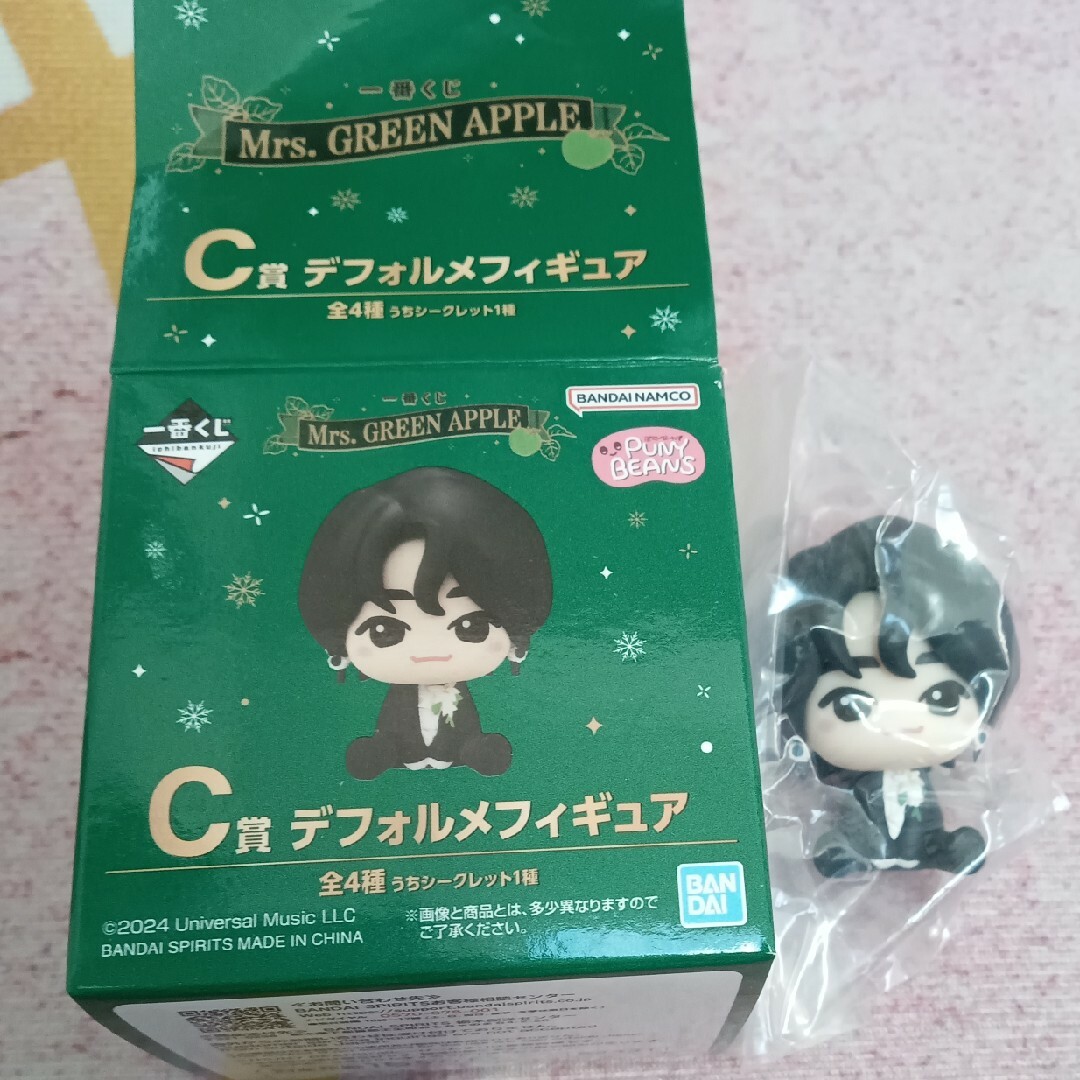 一番くじ
Mrs. GREEN APPLE
C賞 デフォルメフィギュア
全4種 うちシークレット1種
一番くじ
ichibankuji
一番くじ
Mrs. GREEN APPLE
BANDAI NAMCO
PUNY
BEANS
C賞 デフォルメフィギュア
全4種 うちシークレット1種
©2024 Universal Music LLC
BANDAI SPIRITS MADE IN CHINA
※画像と商品とは、多少異なりますので
ご了承ください。
BAN
DAI